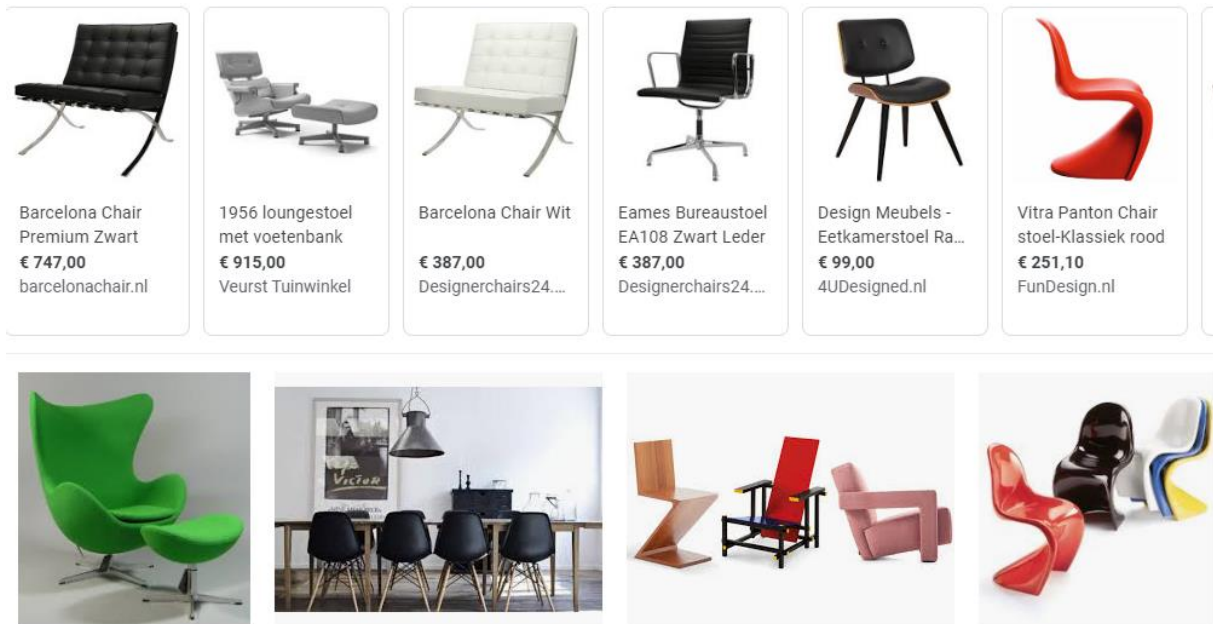 Barcelona Chair
Premium Zwart
€ 747,00
barcelonachair.nl
1956 loungestoel
met voetenbank
€ 915,00
Veurst Tuinwinkel
Barcelona Chair Wit
€ 387,00
Designerchairs24....
Eames Bureaustoel
EA108 Zwart Leder
€ 387,00
Designerchairs24....
Design Meubels -
Eetkamerstoel Ra...
€ 99,00
4UDesigned.nl
Vitra Panton Chair
stoel-Klassiek rood
€ 251,10
FunDesign.nl
VICTOR